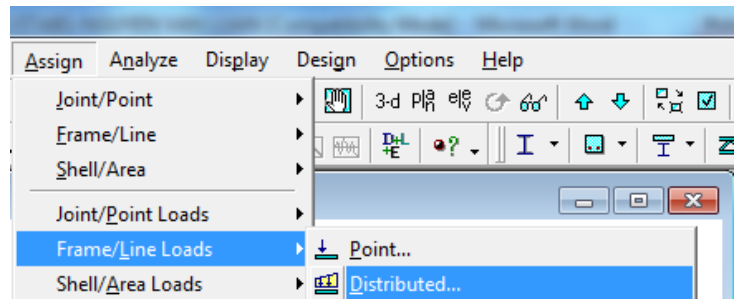 Assign Analyze Display Design Options Help
Joint/Point
3-d
Frame/Line
D+L
+E
?
Shell/Area
Joint/Point Loads
Frame/Line Loads
Point...
Shell/Area Loads
Distributed...